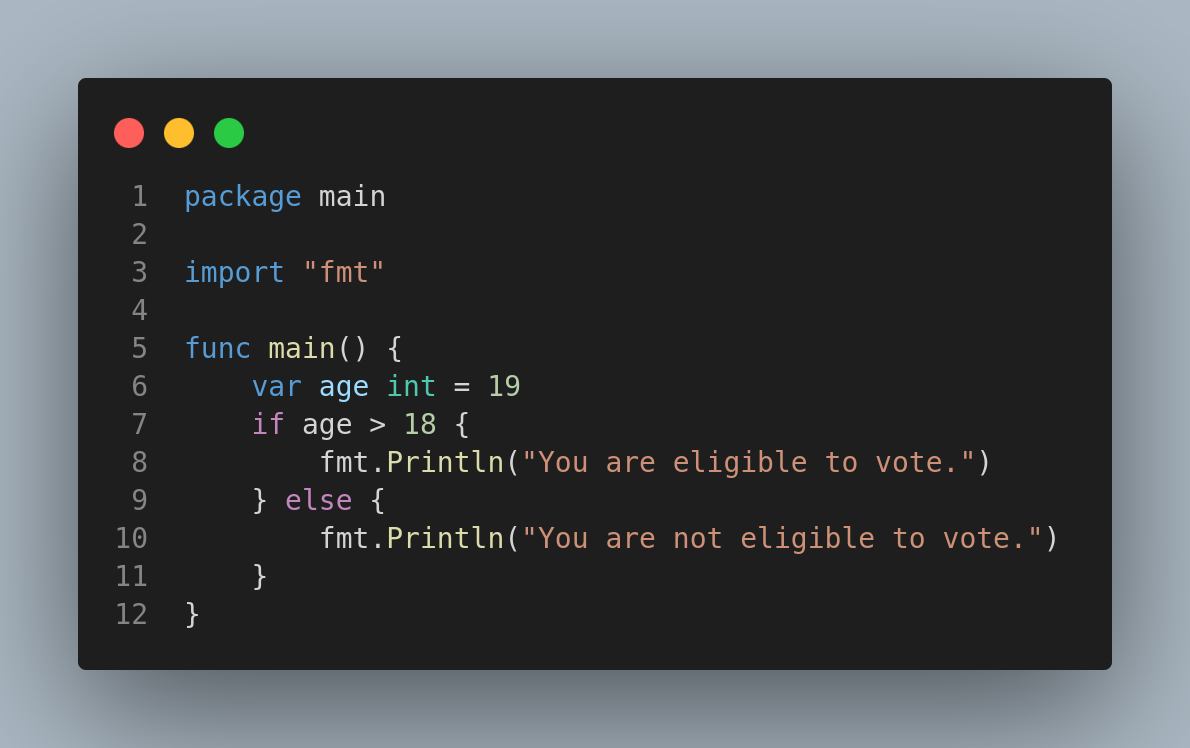 1 package main
2
3 import "fmt"
4
5 func main() {
6     var age int = 19
7     if age > 18 {
8         fmt.Println("You are eligible to vote.")
9     } else {
10         fmt.Println("You are not eligible to vote.")
11     }
12 }